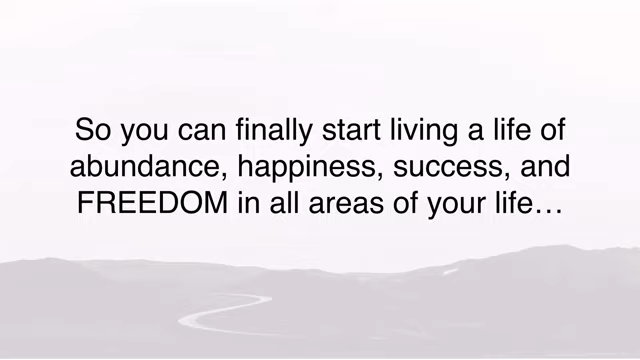 So you can finally start living a life of
abundance, happiness, success, and
FREEDOM in all areas of your life…